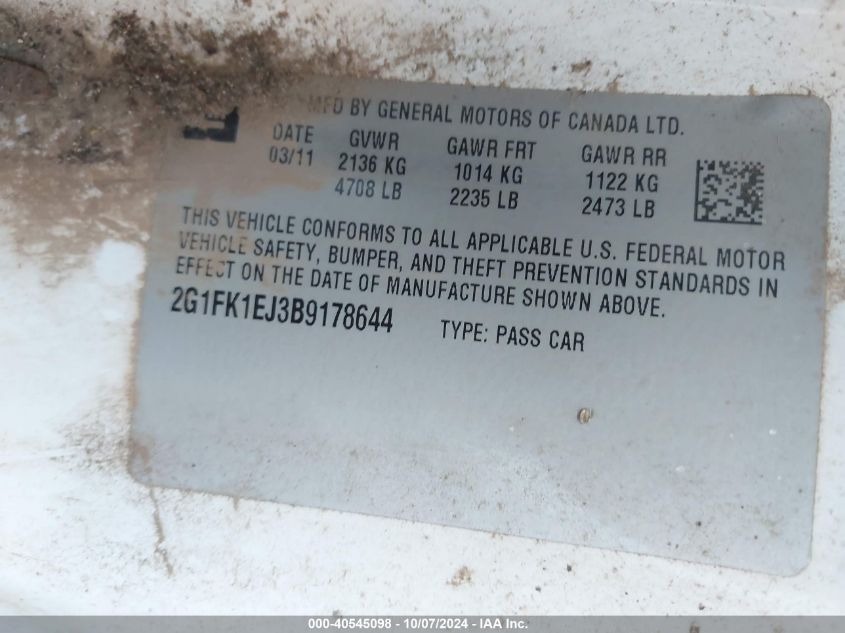 MFD BY GENERAL MOTORS OF CANADA LTD.
DATE GVWR GAWR FRT GAWR RR
03/11 2136 KG 1014 KG 1122 KG
4708 LB 2235 LB 2473 LB
THIS VEHICLE CONFORMS TO ALL APPLICABLE U.S. FEDERAL MOTOR
VEHICLE SAFETY, BUMPER, AND THEFT PREVENTION STANDARDS IN
EFFECT ON THE DATE OF MANUFACTURE SHOWN ABOVE.
2G1FK1EJ3B9178644 TYPE: PASS CAR
000-40545098 - 10/07/2024 - IAA Inc.